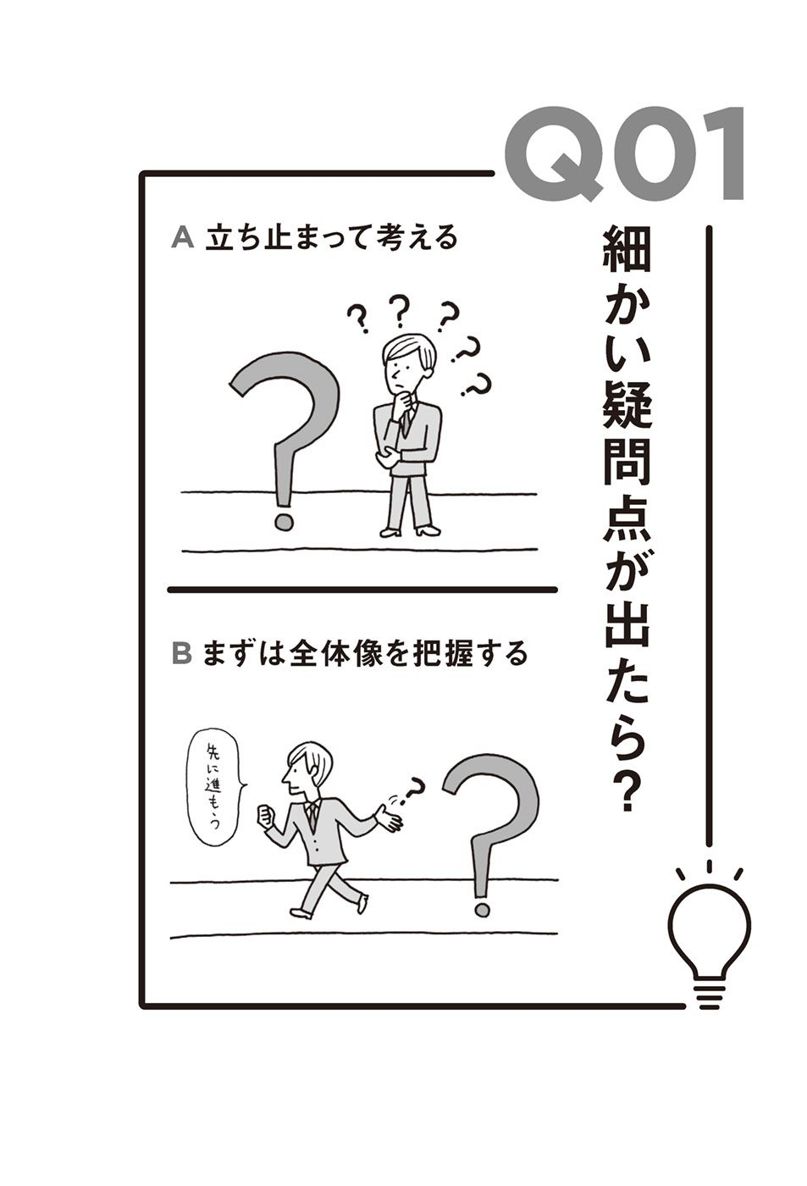 Q01
細かい疑問点が出たら?
A 立ち止まって考える
? ? ? ? ?
?
B まずは全体像を把握する
先に進もう
?
?